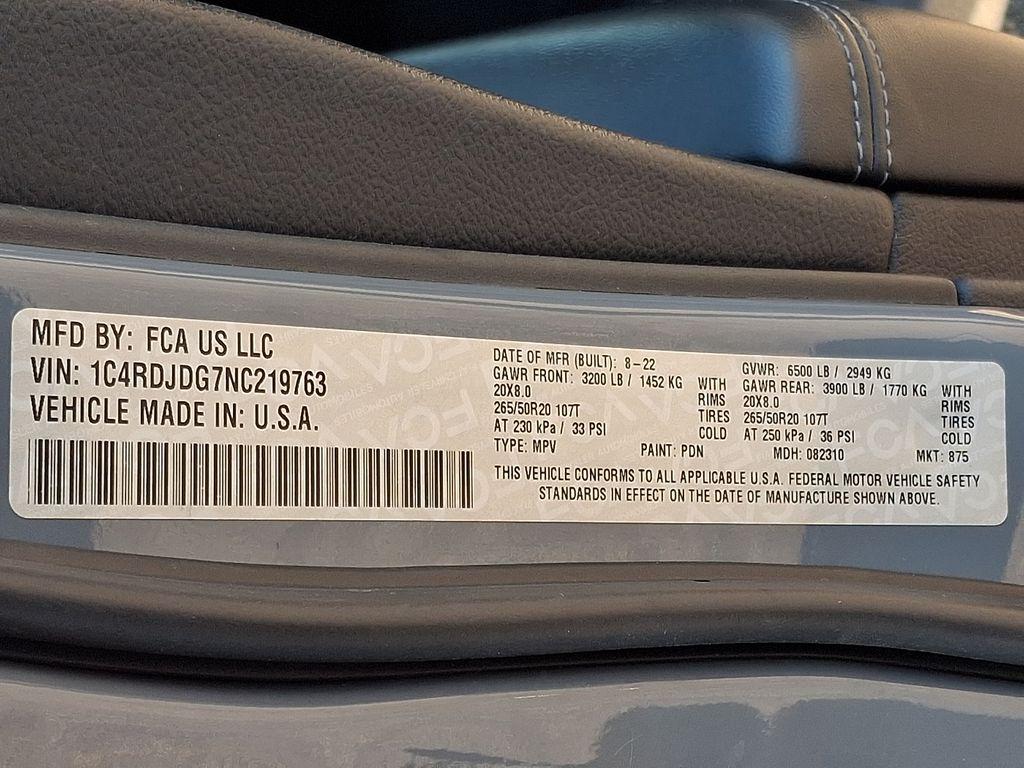 MFD BY: FCA US LLC
VIN: 1C4RDJDG7NC219763
VEHICLE MADE IN: U.S.A.
DATE OF MFR (BUILT): 8-22
GAWR FRONT: 3200 LB / 1452 KG WITH
20X8.0 RIMS
265/50R20 107T TIRES
AT 230 kPa / 33 PSI COLD
TYPE: MPV PAINT: PDN
GVWR: 6500 LB / 2949 KG
GAWR REAR: 3900 LB / 1770 KG WITH
20X8.0 RIMS
265/50R20 107T TIRES
AT 250 kPa / 36 PSI COLD
MDH: 082310 MKT: 875
THIS VEHICLE CONFORMS TO ALL APPLICABLE U.S.A. FEDERAL MOTOR VEHICLE SAFETY
STANDARDS IN EFFECT ON THE DATE OF MANUFACTURE SHOWN ABOVE.